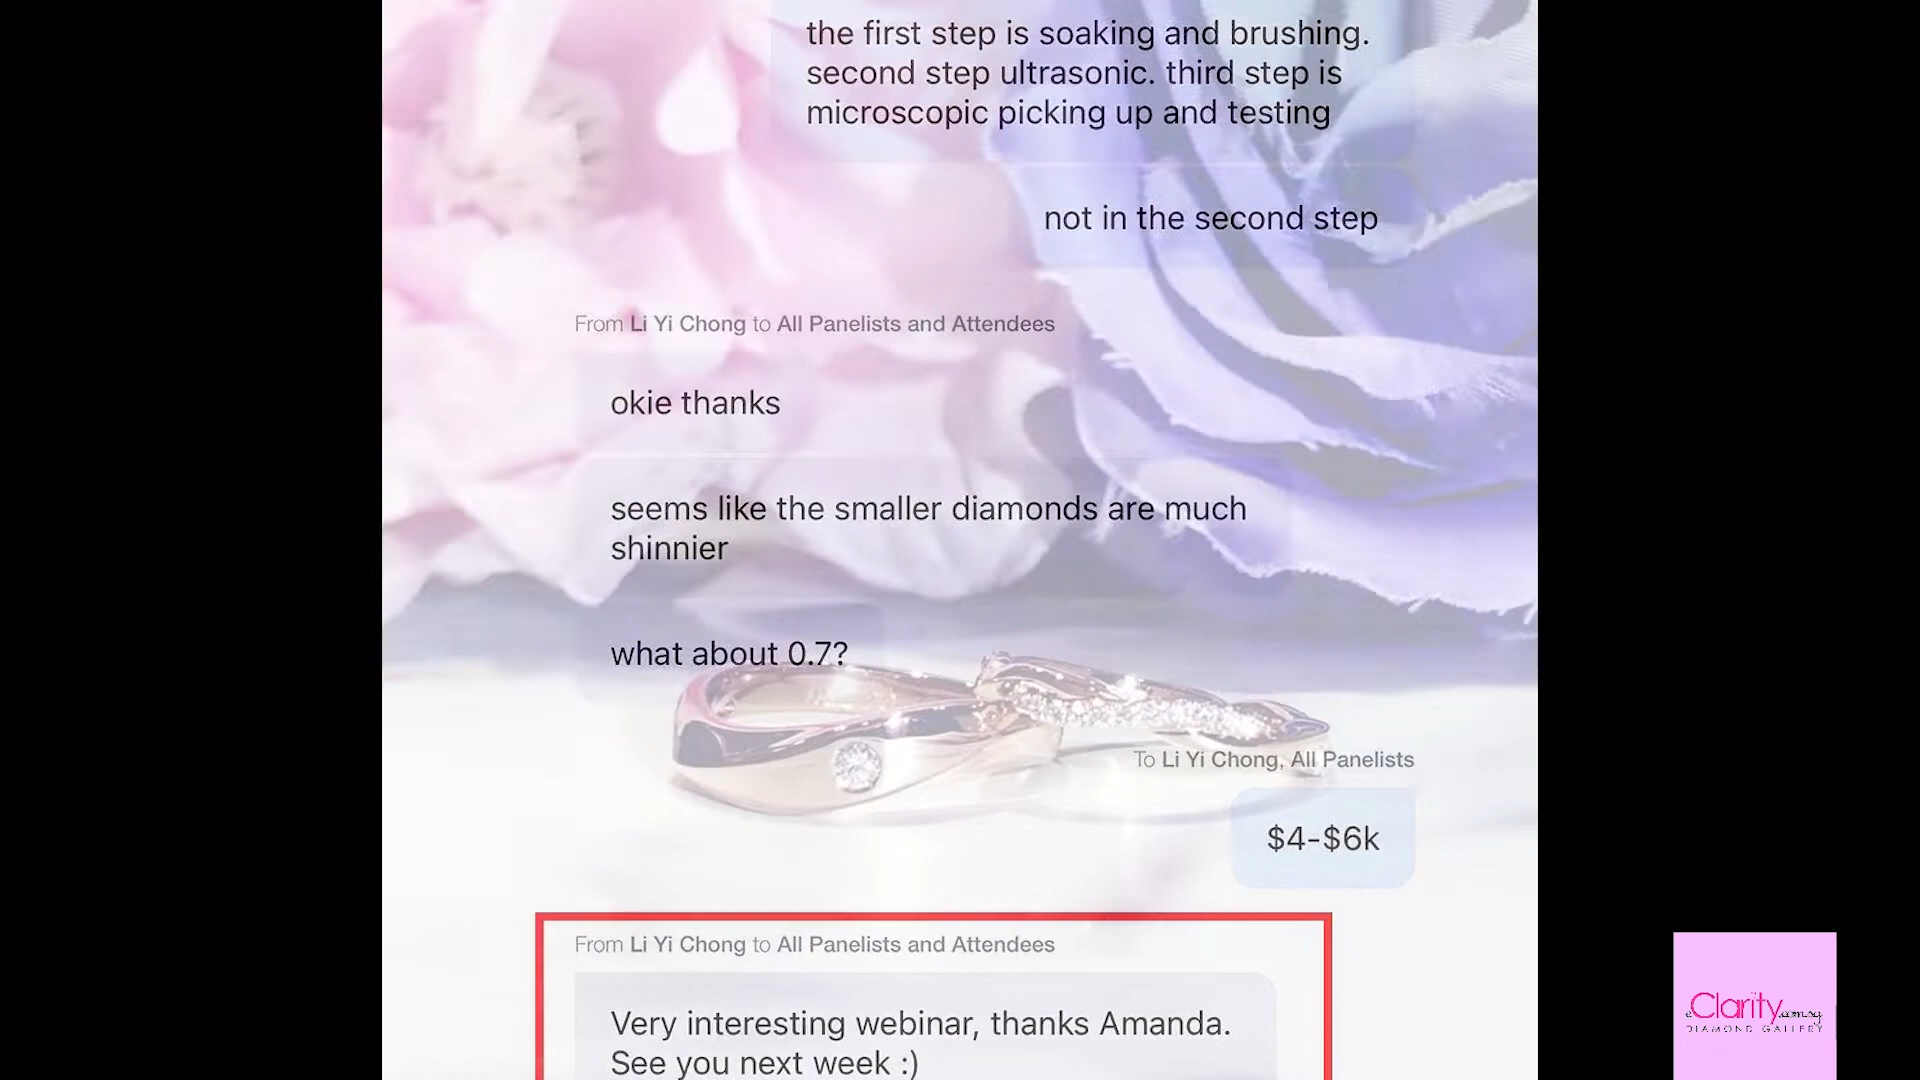 the first step is soaking and brushing.
second step ultrasonic. third step is
microscopic picking up and testing
not in the second step
From Li Yi Chong to All Panelists and Attendees
okie thanks
seems like the smaller diamonds are much
shinnier
what about 0.7?
To Li Yi Chong, All Panelists
$4-$6k
From Li Yi Chong to All Panelists and Attendees
Very interesting webinar, thanks Amanda.
See you next week :)
eClarity.com.sg
DIAMOND GALLERY